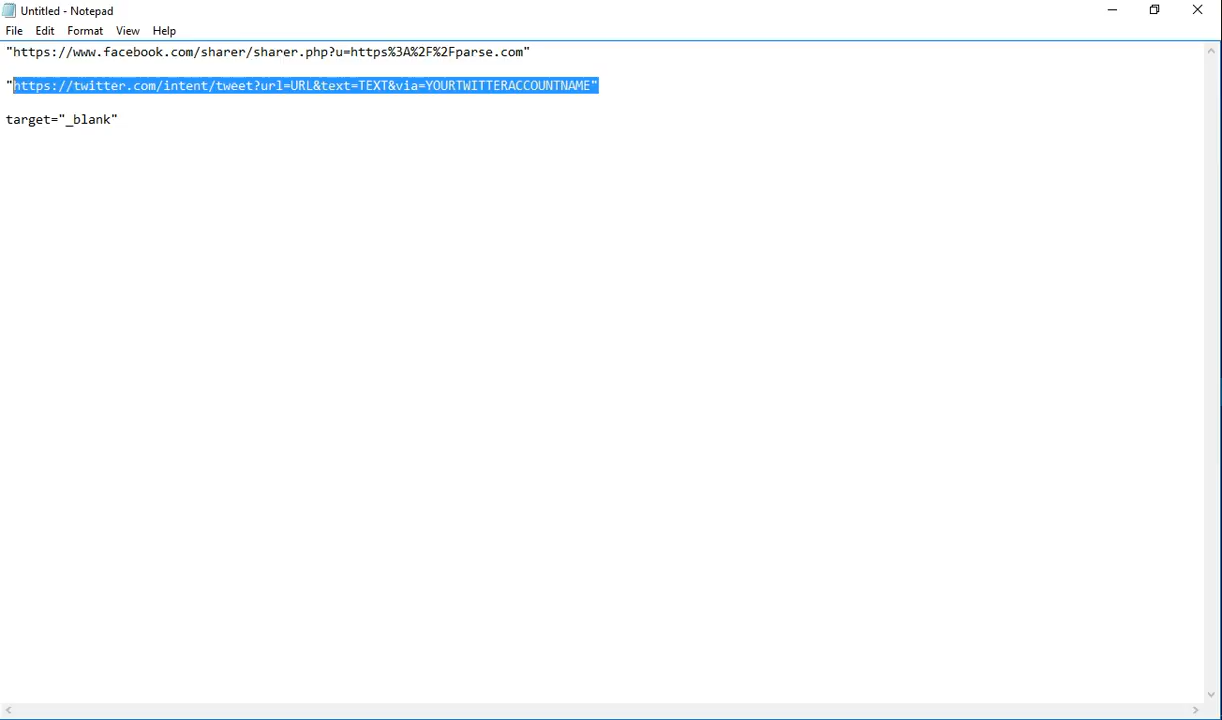 Untitled - Notepad
File Edit Format View Help
"https://www.facebook.com/sharer/sharer.php?u=https%3A%2F%2Fparse.com"
"https://twitter.com/intent/tweet?url=URL&text=TEXT&via=YOURTWITTERACCOUNTNAME"
target="_blank"